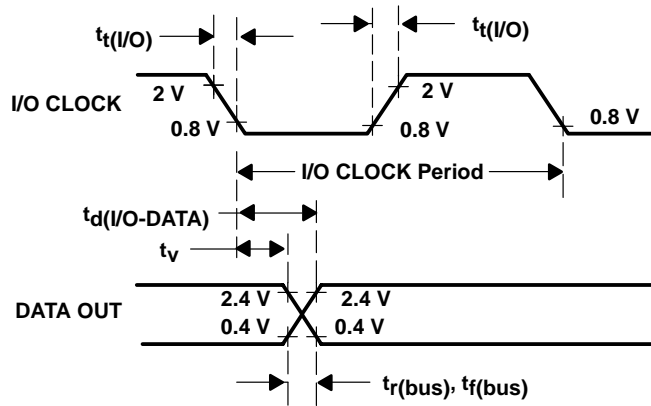 tt(I/O)
tt(I/O)
I/O CLOCK
2 V
2 V
0.8 V
0.8 V
0.8 V
I/O CLOCK Period
td(I/O-DATA)
tv
DATA OUT
2.4 V
2.4 V
0.4 V
0.4 V
tr(bus), tf(bus)